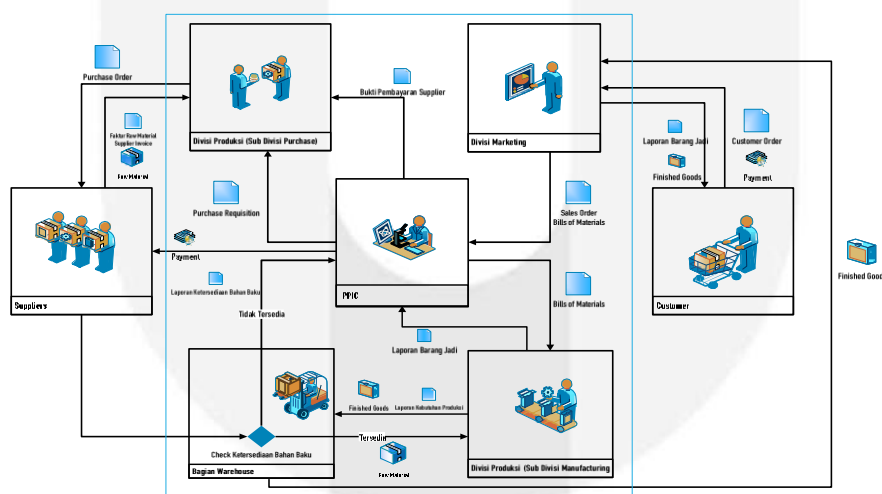 Purchase Order
Faktur Raw Material
Supplier Invoice
Raw Material
Divisi Produksi (Sub Divisi Purchase)
Bukti Pembayaran Supplier
Divisi Marketing
Laporan Barang Jadi
Finished Goods
Customer Order
Payment
Purchase Requisition
Sales Order
Bills of Materials
Payment
Laporan Ketersediaan Bahan Baku
Suppliers
Tidak Tersedia
PPIC
Bills of Materials
Customer
Finished Good
Laporan Barang Jadi
Finished Goods
Laporan Kebutuhan Produksi
Tersedia
Check Ketersediaan Bahan Baku
Raw Material
Bagian Warehouse
Divisi Produksi (Sub Divisi Manufacturing